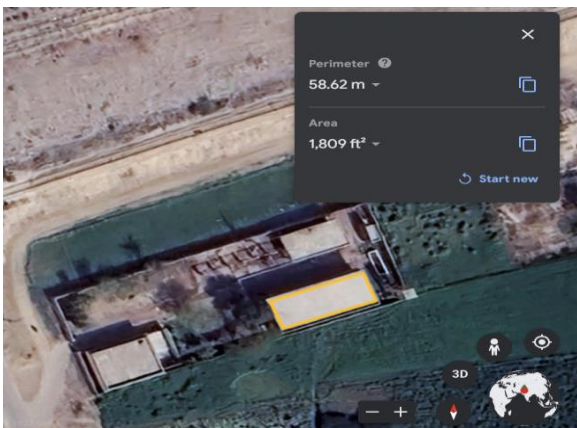 Perimeter
58.62 m
Area
1,809 ft²
Start new
3D